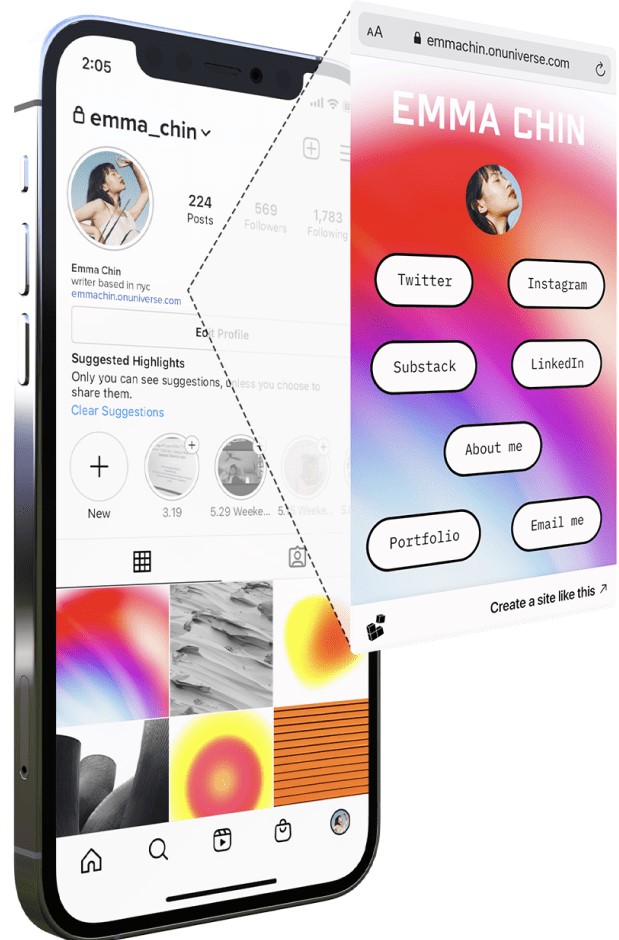 2:05
emma_chin
224
Posts
569
Followers
1,783
Following
Emma Chin
writer based in nyc
emmachin.onuniverse.com
Edit Profile
Suggested Highlights
Only you can see suggestions, unless you choose to
share them.
Clear Suggestions
New
3.19
5.29 Weeke...
Weeke...
AA
emmachin.onuniverse.com
EMMA CHIN
Twitter
Instagram
Substack
LinkedIn
About me
Portfolio
Email me
Create a site like this ↗